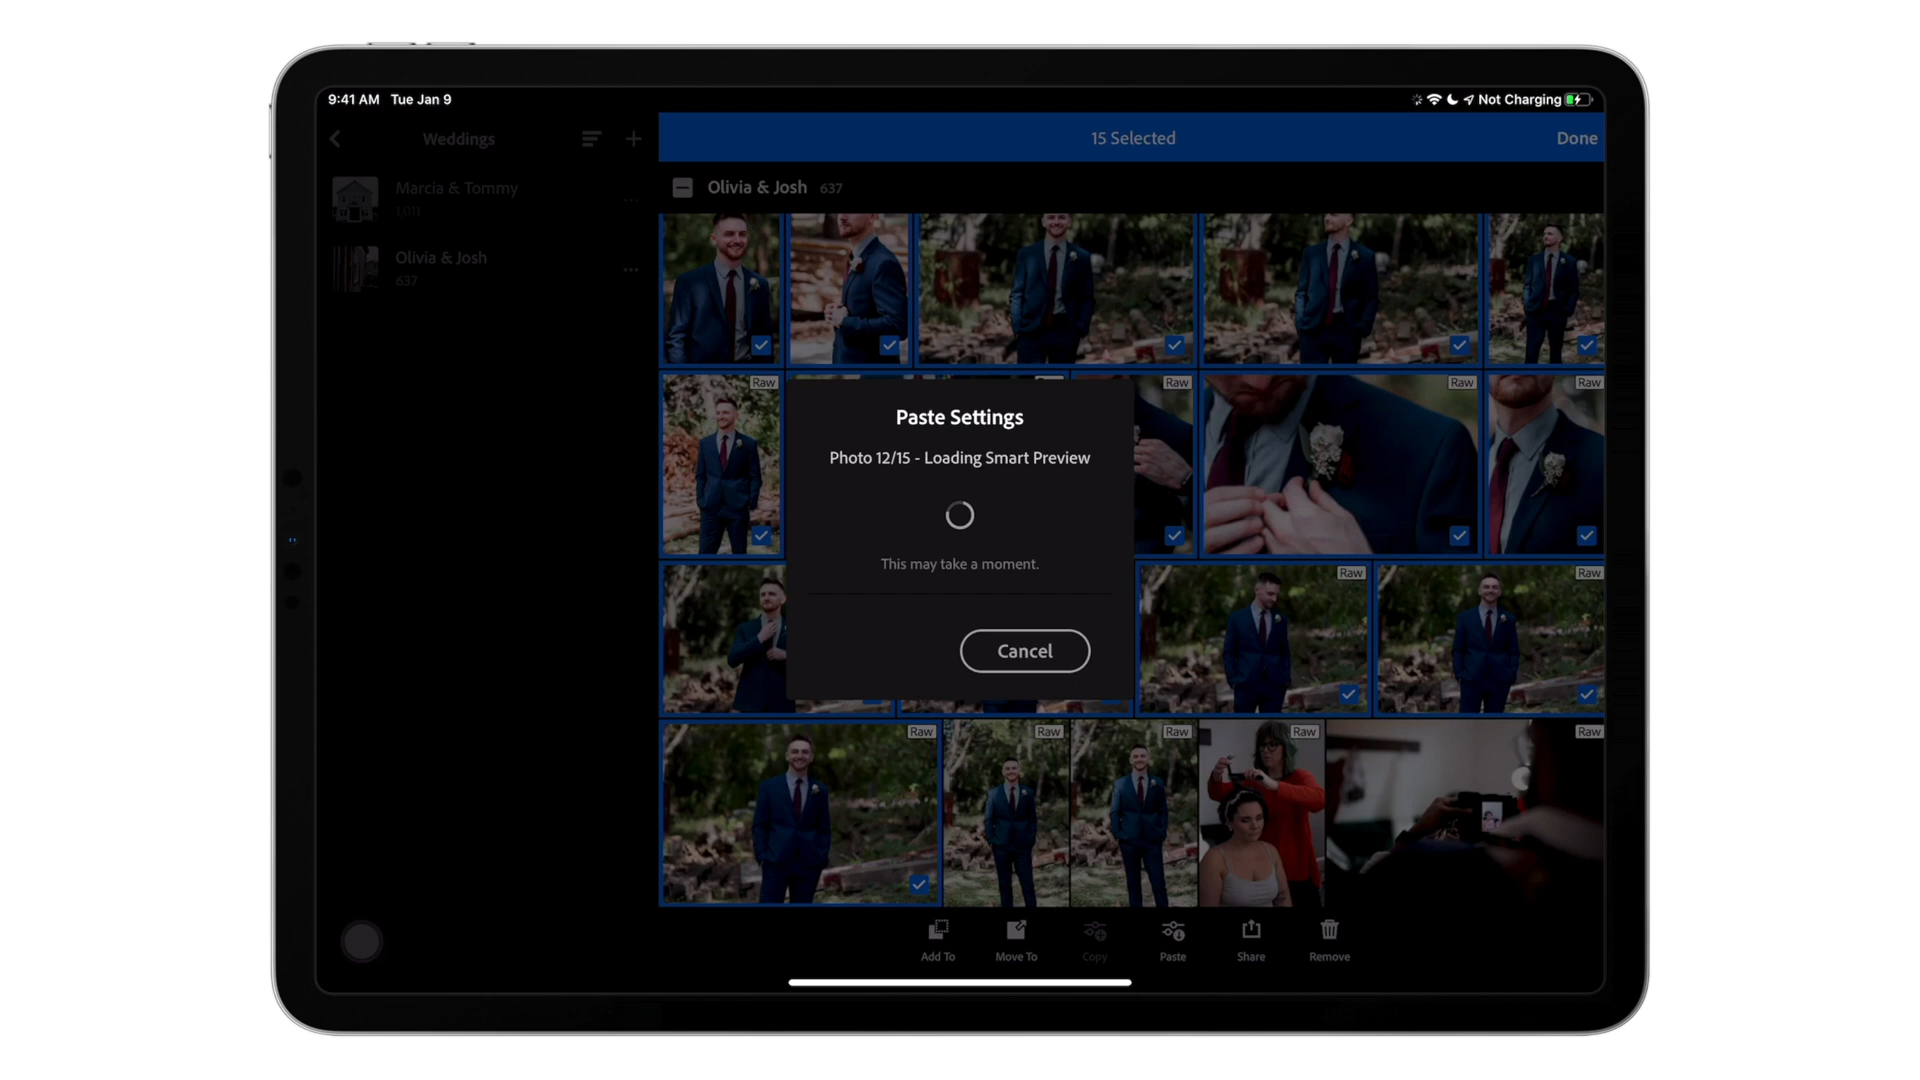 9:41 AM Tue Jan 9
Not Charging
Weddings
15 Selected
Done
Marcia & Tommy
1,011
Olivia & Josh
637
Olivia & Josh 637
Raw
Raw
Raw
Raw
Paste Settings
Photo 12/15 - Loading Smart Preview
This may take a moment.
Cancel
Raw
Raw
Raw
Raw
Raw
Raw
Raw
Add To
Move To
Copy
Paste
Share
Remove